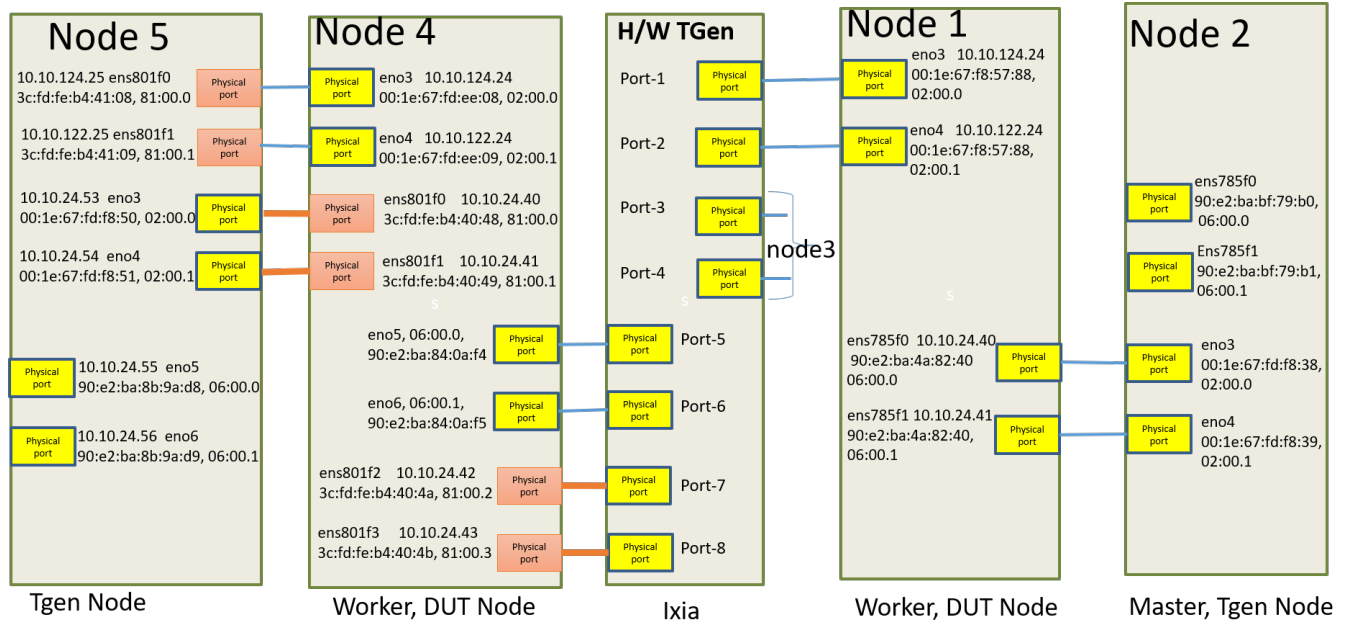 Node 5
10.10.124.25 ens801f0
3c:fd:fe:b4:41:08, 81:00.0
Physical
port
10.10.122.25 ens801f1
3c:fd:fe:b4:41:09, 81:00.1
Physical
port
10.10.24.53 eno3
00:1e:67:fd:f8:50, 02:00.0
Physical
port
10.10.24.54 eno4
00:1e:67:fd:f8:51, 02:00.1
Physical
port
Physical
port
10.10.24.55 eno5
90:e2:ba:8b:9a:d8, 06:00.0
Physical
port
10.10.24.56 eno6
90:e2:ba:8b:9a:d9, 06:00.1
Tgen Node
Node 4
Physical
port
eno3 10.10.124.24
00:1e:67:fd:ee:08, 02:00.0
Physical
port
eno4 10.10.122.24
00:1e:67:fd:ee:09, 02:00.1
Physical
port
ens801f0 10.10.24.40
3c:fd:fe:b4:40:48, 81:00.0
Physical
port
ens801f1 10.10.24.41
3c:fd:fe:b4:40:49, 81:00.1
s
eno5, 06:00.0,
90:e2:ba:84:0a:f4
Physical
port
eno6, 06:00.1,
90:e2:ba:84:0a:f5
Physical
port
ens801f2 10.10.24.42
3c:fd:fe:b4:40:4a, 81:00.2
Physical
port
ens801f3 10.10.24.43
3c:fd:fe:b4:40:4b, 81:00.3
Physical
port
Worker, DUT Node
H/W TGen
Port-1
Physical
port
Port-2
Physical
port
Port-3
Physical
port
node3
Port-4
Physical
port
s
Physical
port
Port-5
Physical
port
Port-6
Physical
port
Port-7
Physical
port
Port-8
Ixia
Node 1
Physical
port
eno3 10.10.124.24
00:1e:67:f8:57:88,
02:00.0
Physical
port
eno4 10.10.122.24
00:1e:67:f8:57:88,
02:00.1
s
ens785f0 10.10.24.40
90:e2:ba:4a:82:40
06:00.0
Physical
port
ens785f1 10.10.24.41
90:e2:ba:4a:82:40,
06:00.1
Physical
port
Worker, DUT Node
Node 2
Physical
port
ens785f0
90:e2:ba:bf:79:b0,
06:00.0
Physical
port
Ens785f1
90:e2:ba:bf:79:b1,
06:00.1
Physical
port
eno3
00:1e:67:fd:f8:38,
02:00.0
Physical
port
eno4
00:1e:67:fd:f8:39,
02:00.1
Master, Tgen Node